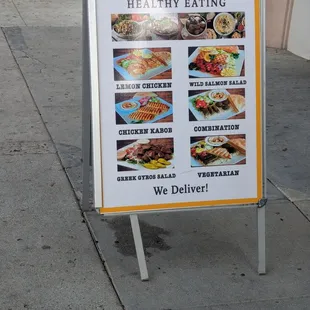 HEALTHY EATING
LEMON CHICKEN
WILD SALMON SALAD
CHICKEN KABOB
COMBINATION
GREEK GYROS SALAD
VEGETARIAN
We Deliver!